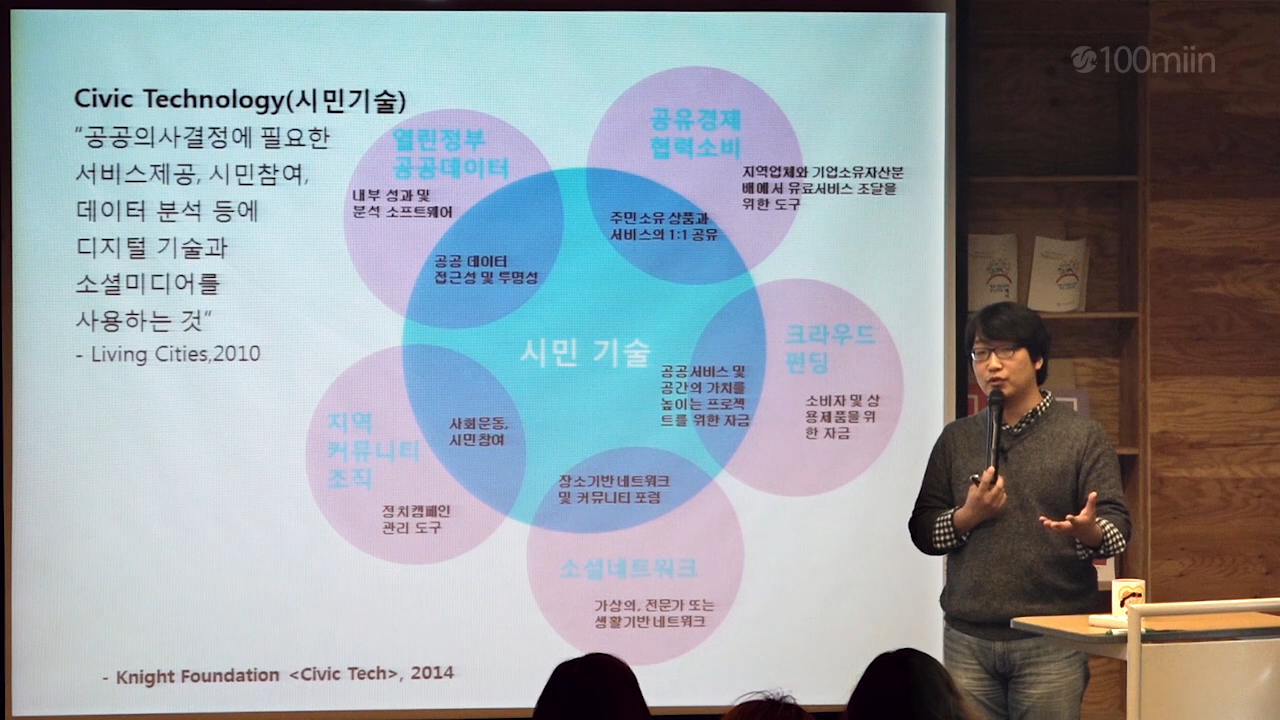 100miin
Civic Technology(시민기술)
“공공의사결정에 필요한
서비스제공, 시민참여,
데이터 분석 등에
디지털 기술과
소셜미디어를
사용하는 것”
- Living Cities,2010
열린정부
공공데이터
내부 성과 및
분석 소프트웨어
공공 데이터
접근성 및 투명성
공유경제
협력소비
지역업체와 기업소유자산분
배에서 유료서비스 조달을
위한 도구
주민소유 상품과
서비스의 1:1 공유
시민 기술
크라우드
펀딩
공공서비스 및
공간의 가치를
높이는 프로젝
트를 위한 자금
소비자 및 상
용제품을 위
한 자금
지역
커뮤니티
조직
사회운동,
시민참여
정치캠페인
관리 도구
장소기반 네트워크
및 커뮤니티 포럼
소셜네트워크
가상의, 전문가 또는
생활기반 네트워크
- Knight Foundation <Civic Tech>, 2014